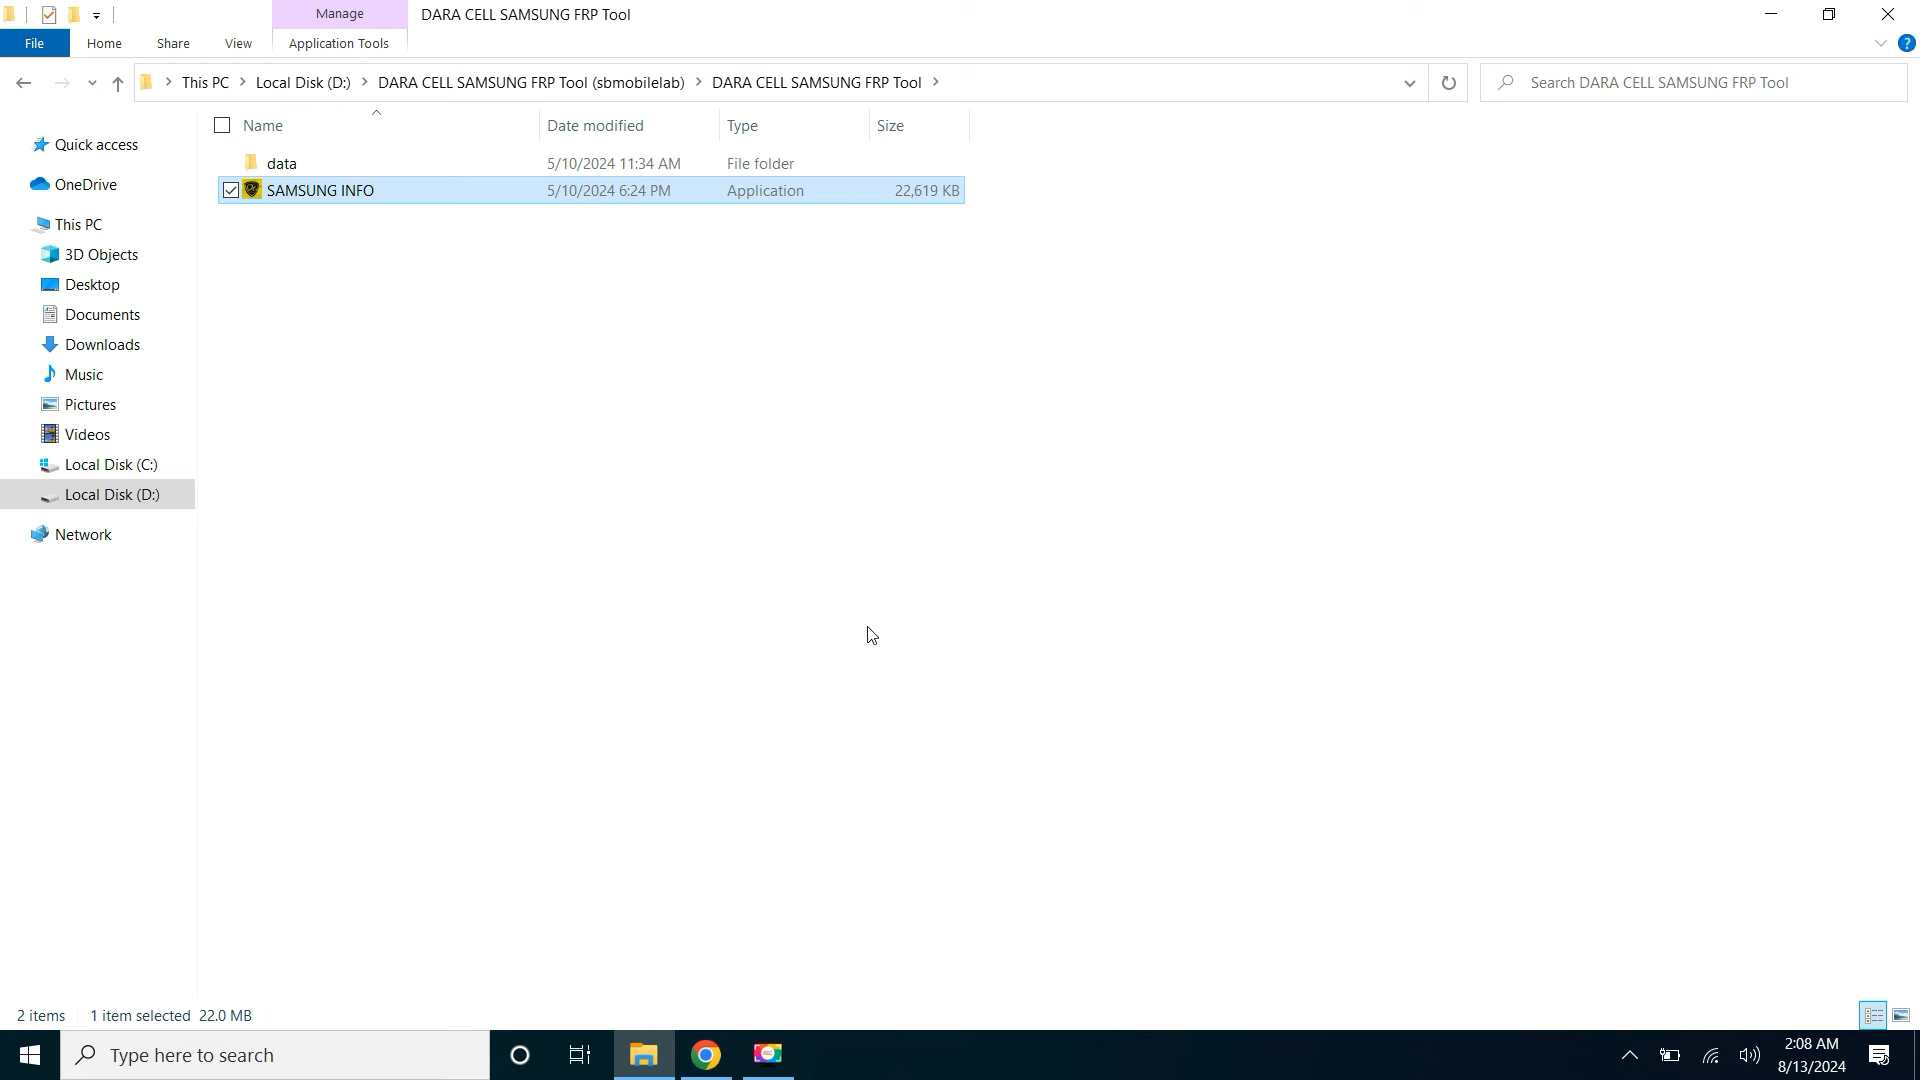 Manage
DARA CELL SAMSUNG FRP Tool
File
Home
Share
View
Application Tools
This PC
Local Disk (D:)
DARA CELL SAMSUNG FRP Tool (sbmobilelab)
DARA CELL SAMSUNG FRP Tool
Search DARA CELL SAMSUNG FRP Tool
Name
Date modified
Type
Size
data
5/10/2024 11:34 AM
File folder
SAMSUNG INFO
5/10/2024 6:24 PM
Application
22,619 KB
Quick access
OneDrive
This PC
3D Objects
Desktop
Documents
Downloads
Music
Pictures
Videos
Local Disk (C:)
Local Disk (D:)
Network
2 items
1 item selected 22.0 MB
Type here to search
2:08 AM
8/13/2024